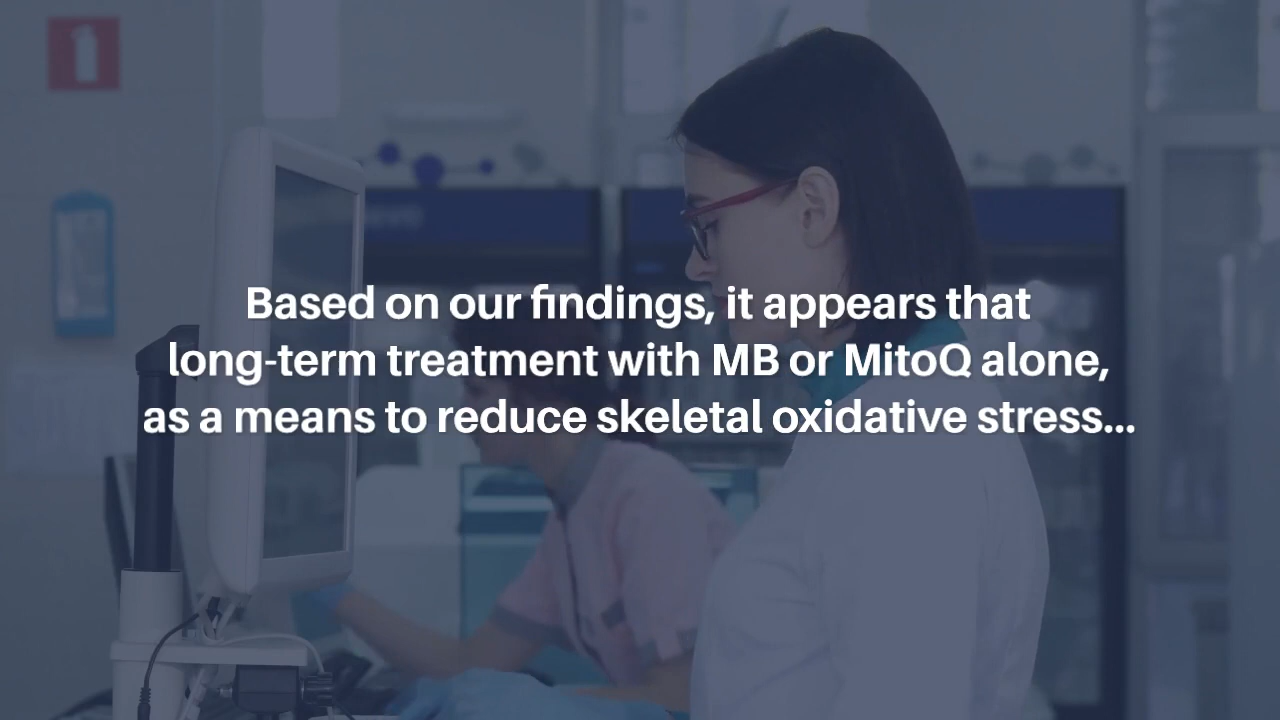 Based on our findings, it appears that
long-term treatment with MB or MitoQ alone,
as a means to reduce skeletal oxidative stress...